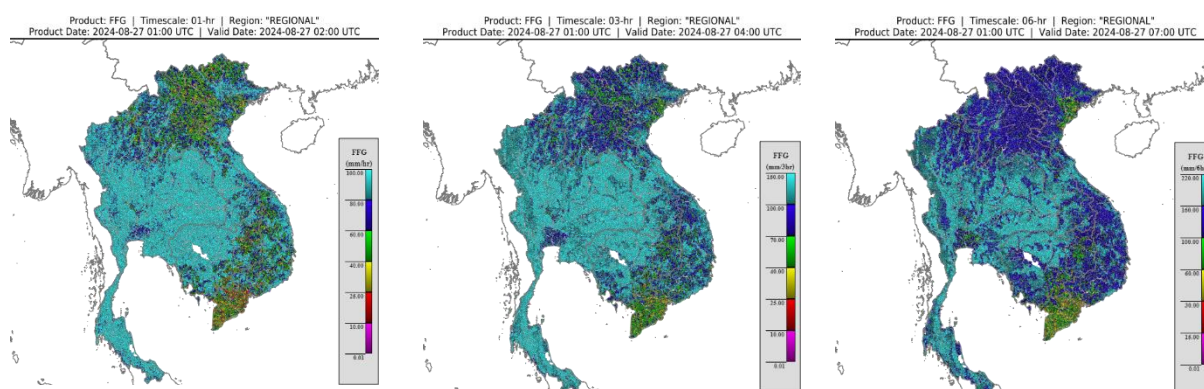 Product: FFG | Timescale: 01-hr | Region: "REGIONAL"
Product Date: 2024-08-27 01:00 UTC | Valid Date: 2024-08-27 02:00 UTC
FFG
(mm/hr)
100.00
80.00
60.00
40.00
20.00
10.00
0.01
Product: FFG | Timescale: 03-hr | Region: "REGIONAL"
Product Date: 2024-08-27 01:00 UTC | Valid Date: 2024-08-27 04:00 UTC
FFG
(mm/3hr)
100.00
70.00
40.00
10.00
0.01
Product: FFG | Timescale: 06-hr | Region: "REGIONAL"
Product Date: 2024-08-27 01:00 UTC | Valid Date: 2024-08-27 07:00 UTC
FFG
220.00
160.00
100.00
60.00
30.00
0.01